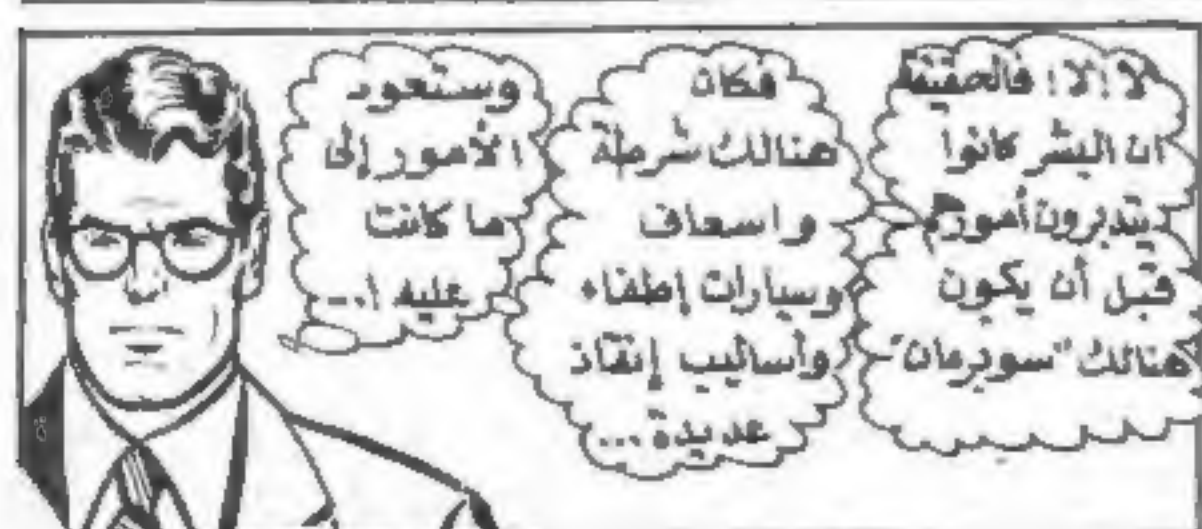 لا! لا! فالحقيقة
ان البشر كانوا
يتدبرون أمورهم
قبل أن يكون
هنالك "سوبرمان"
فكان
هنالك شرطة
واسعاف
وسيارات إطفاء
وأساليب إنقاذ
عديدة...
وستعود
الأمور إلى
ما كانت
عليه!...